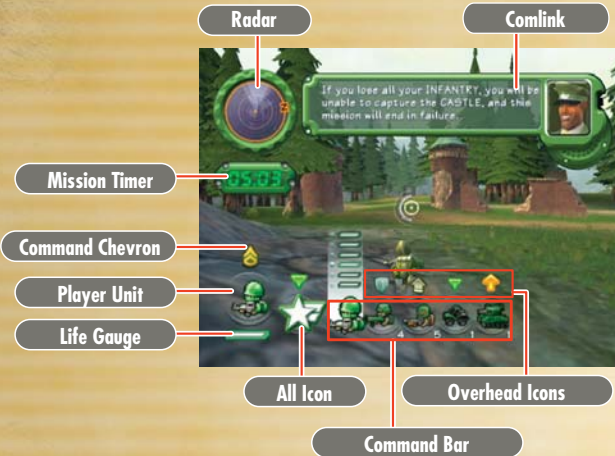 Radar
Comlink
If you lose all your INFANTRY, you will be
unable to capture the CASTLE, and this
mission will end in failure.
Mission Timer
05:03
Command Chevron
Player Unit
Life Gauge
4 5 1 1
All Icon
Overhead Icons
Command Bar